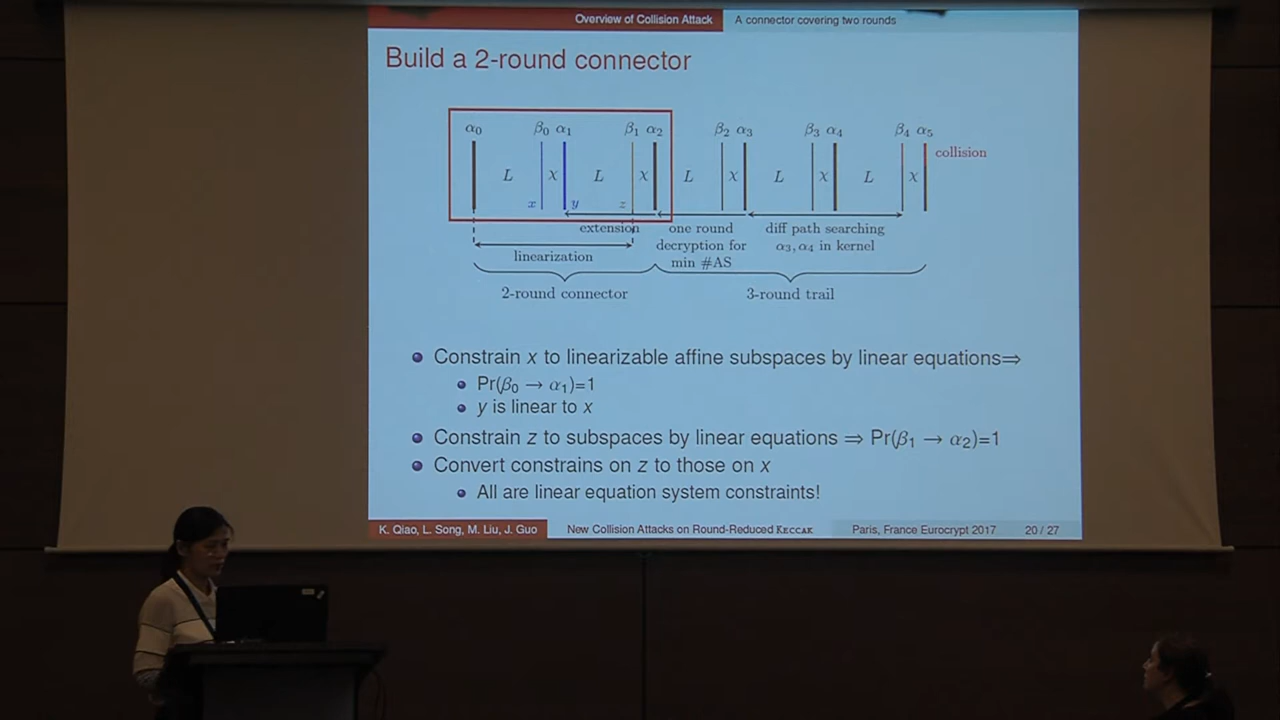 Overview of Collision Attack A connector covering two rounds
Build a 2-round connector
α₀ β₀ α₁ β₁ α₂ β₂ α₃ β₃ α₄ β₄ α₅
collision
L χ L χ L χ L χ L χ
x y z
extension one round diff path searching
decryption for α₃, α₄ in kernel
linearization min #AS
2-round connector 3-round trail
Constrain x to linearizable affine subspaces by linear equations⇒
Pr(β₀ → α₁)=1
y is linear to x
Constrain z to subspaces by linear equations ⇒ Pr(β₁ → α₂)=1
Convert constrains on z to those on x
All are linear equation system constraints!
K. Qiao, L. Song, M. Liu, J. Guo New Collision Attacks on Round-Reduced KECCAK Paris, France Eurocrypt 2017 20 / 27